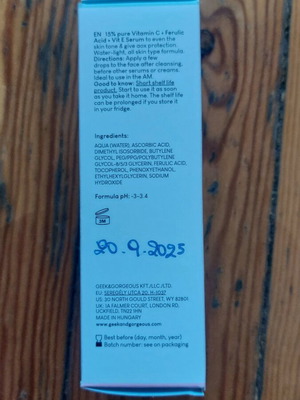 EN 15% pure Vitamin C + Ferulic
Acid + Vit E Serum to even the
skin tone & give aox protection.
Water-light, all skin type formula.
Directions: Apply a few
drops to the face after cleansing,
before other serums or creams.
Ideal to use in the AM.
Good to know: Short shelf life
product. Start to use it as soon
as you take it home. The shelf life
can be prolonged if you store it
in your fridge.
Ingredients:
AQUA (WATER), ASCORBIC ACID,
DIMETHYL ISOSORBIDE, BUTYLENE
GLYCOL, PEG/PPG/POLYBUTYLENE
GLYCOL-8/5/3 GLYCERIN, FERULIC ACID,
TOCOPHEROL, PHENOXYETHANOL,
ETHYLHEXYLGLYCERIN, SODIUM
HYDROXIDE
Formula pH: ~3-3.4
20.9.2025
GEEK&GORGEOUS KFT./LLC./LTD.
EU: SEREGÉLY UTCA 20, H-1037
US: 30 NORTH GOULD STREET, WY 82801
UK: 1A PALMER COURT, LONDON RD,
UCKFIELD, TN22 1HN
MADE IN HUNGARY
www.geekandgorgeous.com
Best before (day, month, year)
Batch number: see on packaging